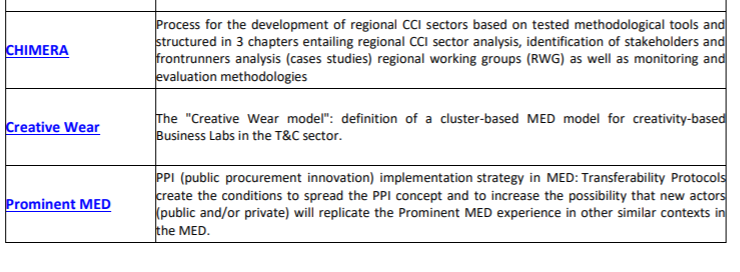 Process for the development of regional CCI sectors based on tested methodological tools and
structured in 3 chapters entailing regional CCI sector analysis, identification of stakeholders and
CHIMERA
frontrunners analysis (cases studies) regional working groups (RWG) as well as monitoring and
evaluation methodologies
The "Creative Wear model": definition of a cluster-based MED model for creativity-based
Creative Wear
Business Labs in the T&C sector.
PPI (public procurement innovation) implementation strategy in MED: Transferability Protocols
create the conditions to spread the PPI concept and to increase the possibility that new actors
Prominent MED
(public and/or private) will replicate the Prominent MED experience in other similar contexts in
the MED.